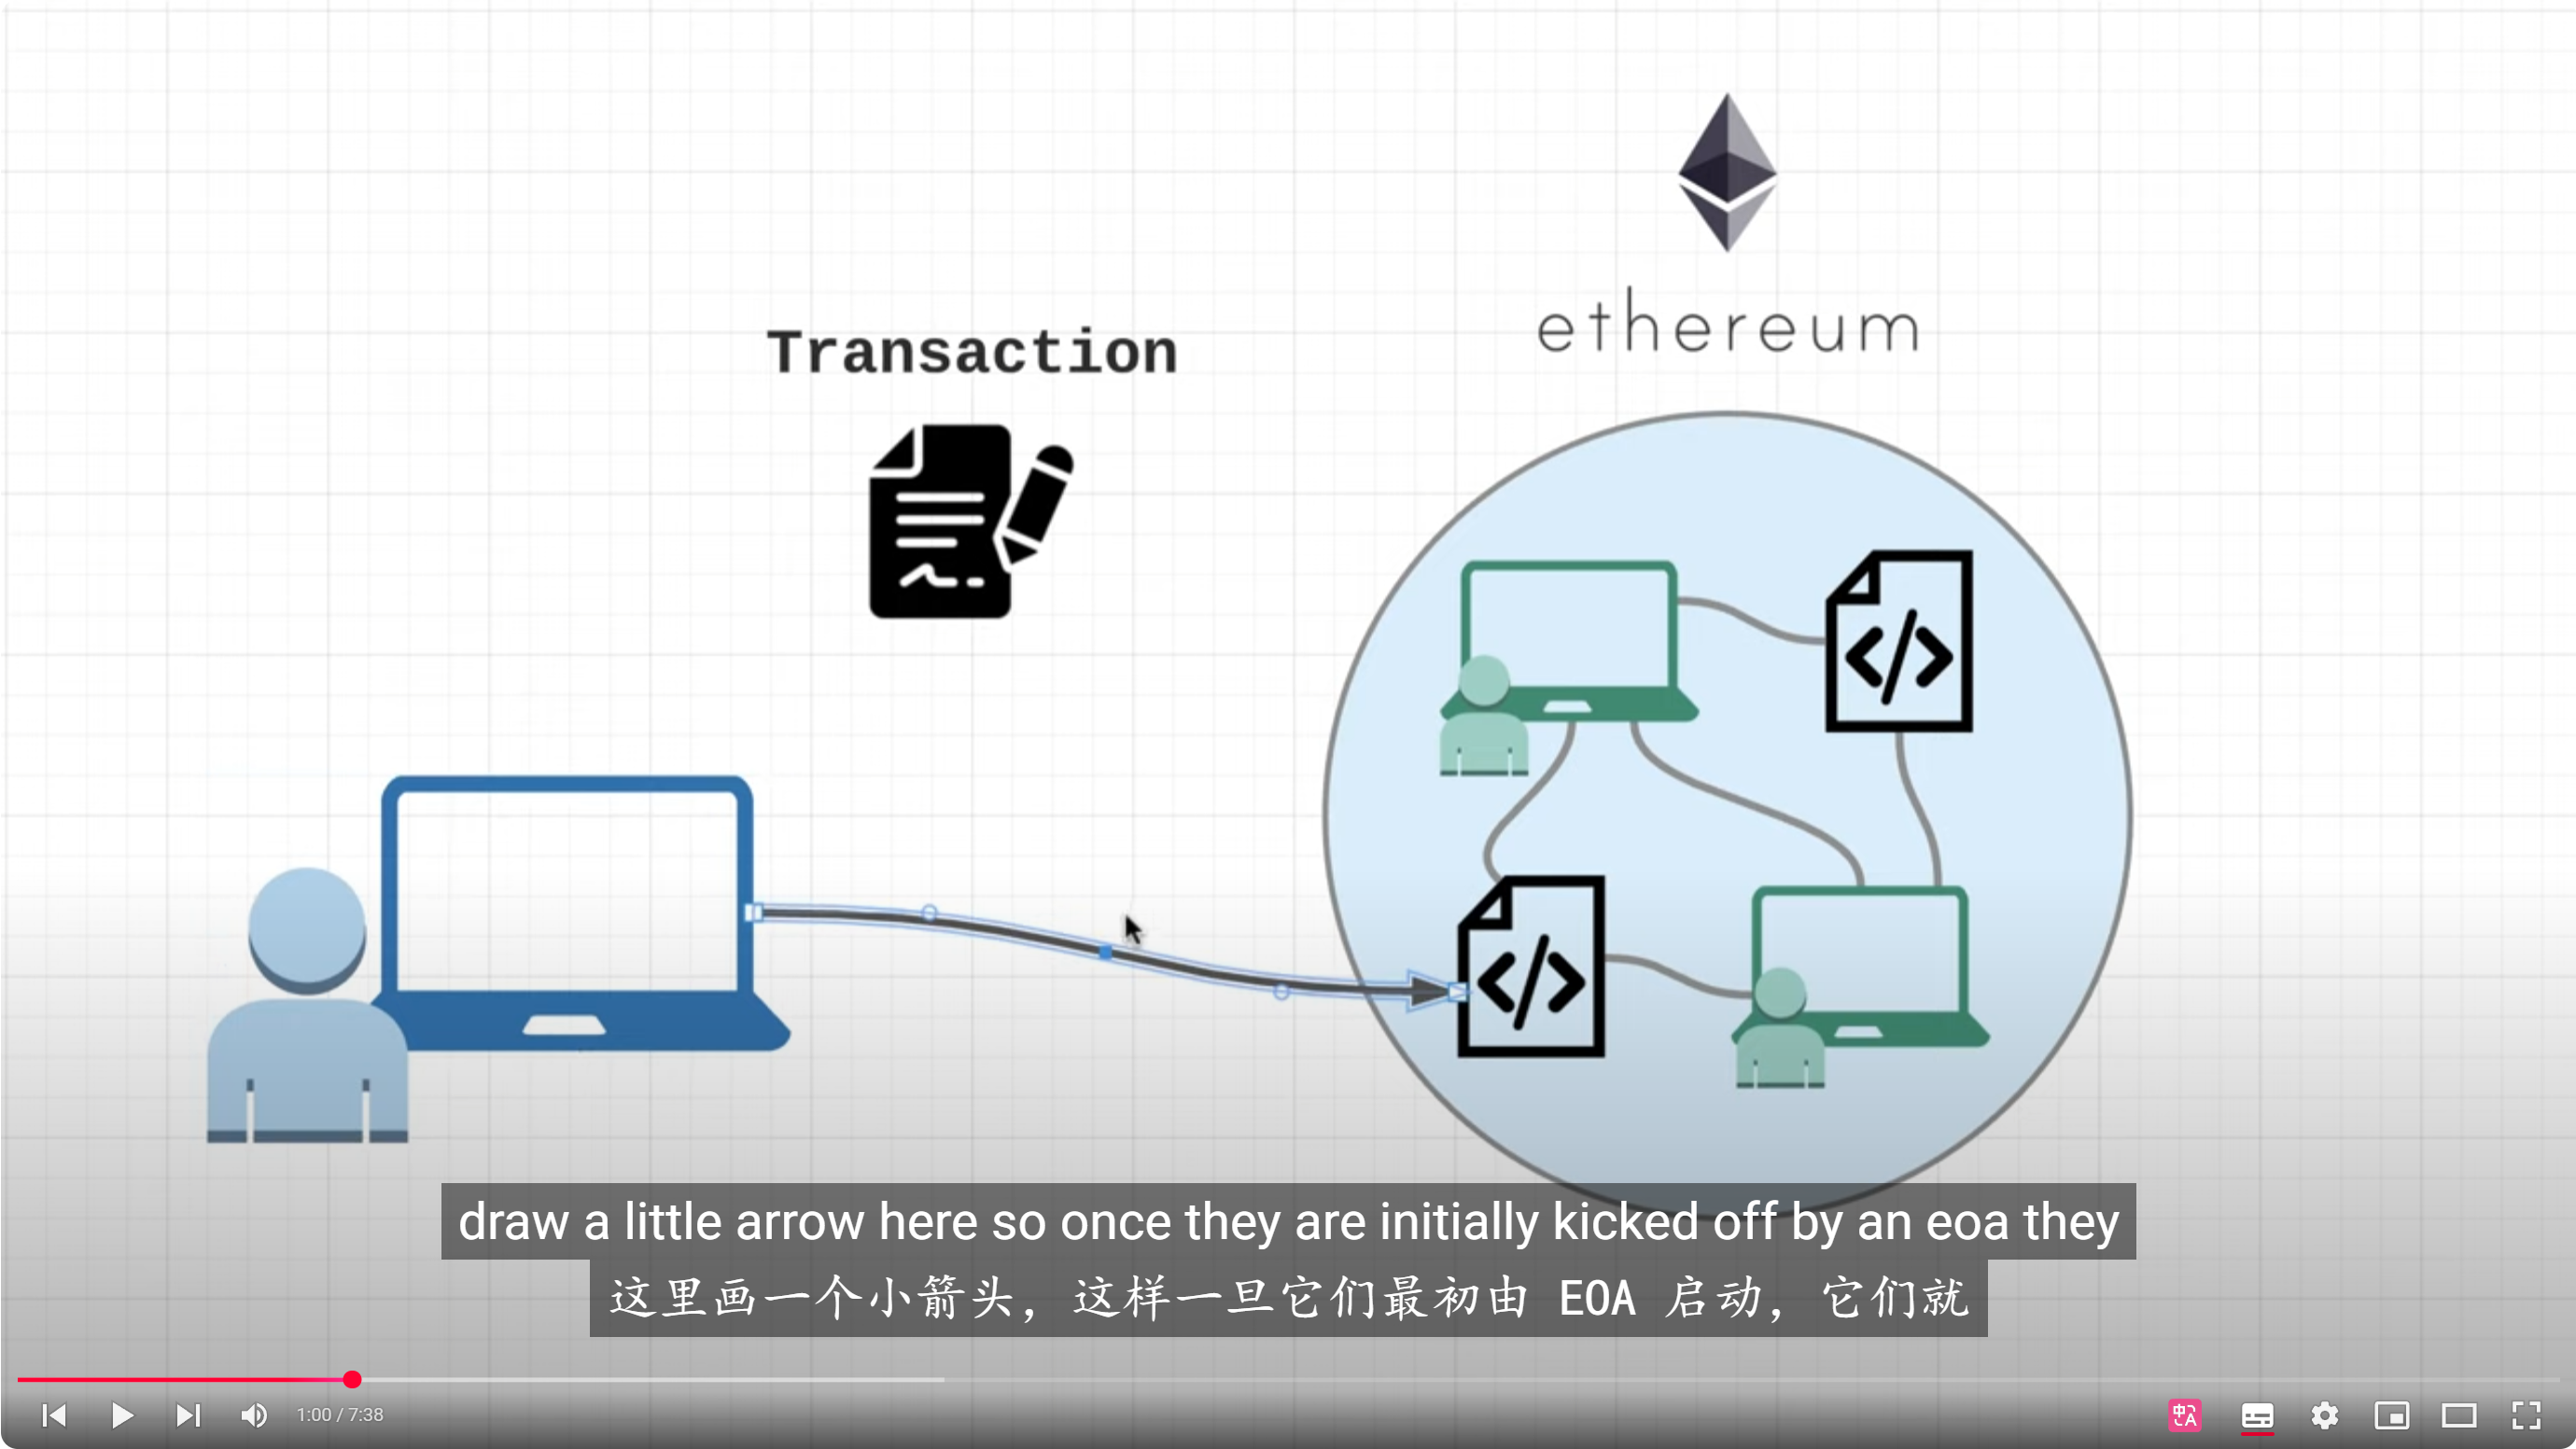 ethereum
Transaction
draw a little arrow here so once they are initially kicked off by an eoa they
这里画一个小箭头，这样一旦它们最初由 EOA 启动，它们就
1:00 / 7:38
中 A